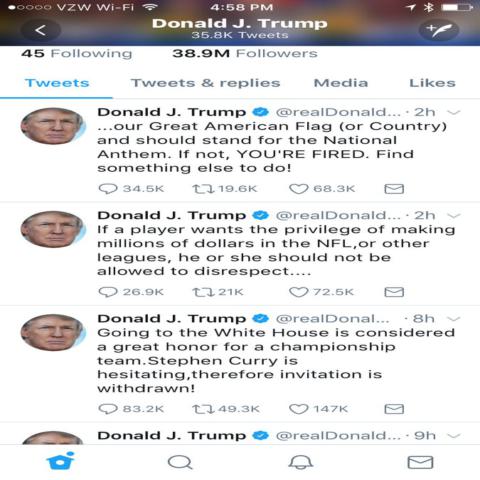 VZW Wi-Fi 4:58 PM
Donald J. Trump
35.8K Tweets
45 Following 38.9M Followers
Tweets Tweets & replies Media Likes
Donald J. Trump @realDonald... · 2h
...our Great American Flag (or Country)
and should stand for the National
Anthem. If not, YOU'RE FIRED. Find
something else to do!
34.5K 19.6K 68.3K
Donald J. Trump @realDonald... · 2h
If a player wants the privilege of making
millions of dollars in the NFL,or other
leagues, he or she should not be
allowed to disrespect....
26.9K 21K 72.5K
Donald J. Trump @realDonal... · 8h
Going to the White House is considered
a great honor for a championship
team.Stephen Curry is
hesitating,therefore invitation is
withdrawn!
83.2K 49.3K 147K
Donald J. Trump @realDonald... · 9h